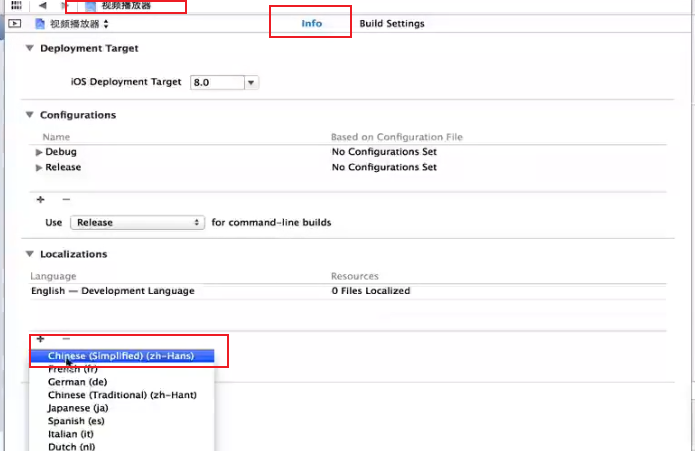 视频播放器
视频播放器 Info Build Settings
Deployment Target
iOS Deployment Target 8.0
Configurations
Name Based on Configuration File
Debug No Configurations Set
Release No Configurations Set
+ −
Use Release for command-line builds
Localizations
Language Resources
English — Development Language 0 Files Localized
+ −
Chinese (Simplified) (zh-Hans)
French (fr)
German (de)
Chinese (Traditional) (zh-Hant)
Japanese (ja)
Spanish (es)
Italian (it)
Dutch (nl)